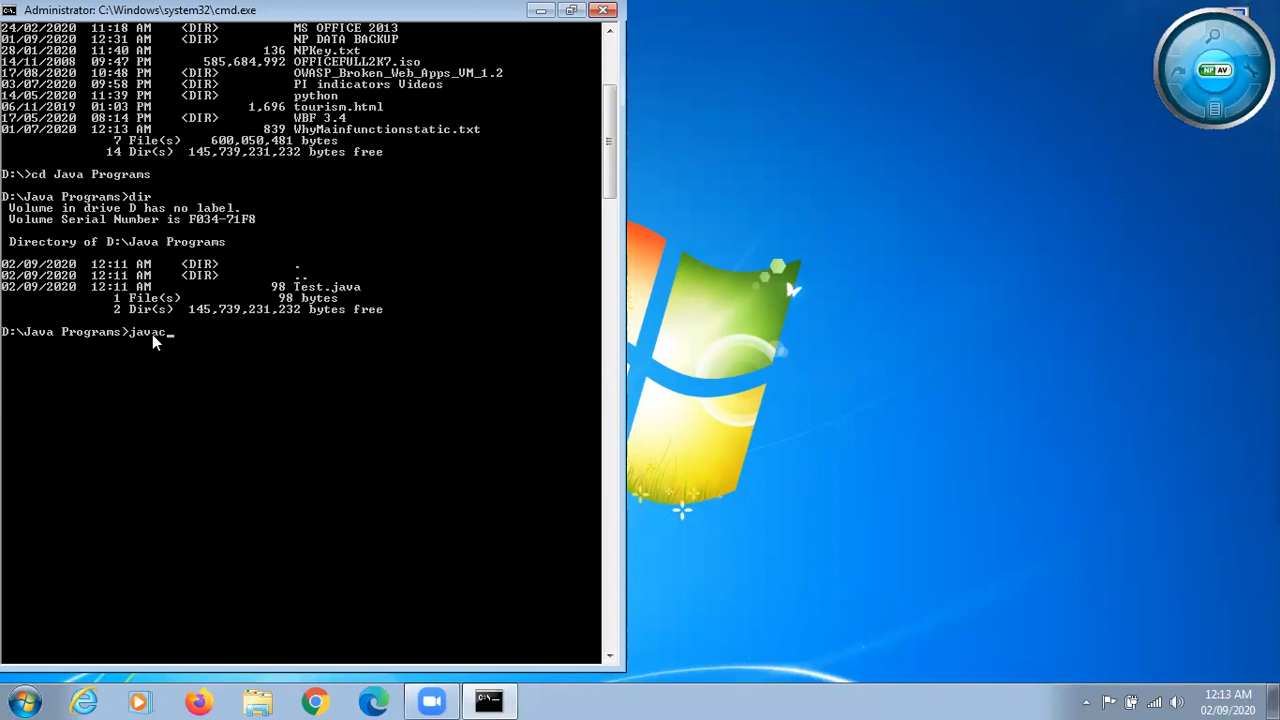 Administrator: C:\Windows\system32\cmd.exe
24/02/2020  11:18 AM    <DIR>          MS OFFICE 2013
01/09/2020  12:31 AM    <DIR>          NP DATA BACKUP
28/01/2020  11:40 AM               136 NPKey.txt
14/11/2008  09:47 PM       585,684,992 OFFICEFULL2K7.iso
17/08/2020  10:48 PM    <DIR>          OWASP_Broken_Web_Apps_VM_1.2
03/07/2020  09:58 PM    <DIR>          PI indicators Videos
14/05/2020  11:39 PM    <DIR>          python
06/11/2019  01:03 PM             1,696 tourism.html
17/05/2020  08:14 PM    <DIR>          WBF 3.4
01/07/2020  12:13 AM               839 WhyMainfunctionstatic.txt
7 File(s)    600,050,481 bytes
14 Dir(s)  145,739,231,232 bytes free
D:\>cd Java Programs
D:\Java Programs>dir
Volume in drive D has no label.
Volume Serial Number is F034-71F8
Directory of D:\Java Programs
02/09/2020  12:11 AM    <DIR>          .
02/09/2020  12:11 AM    <DIR>          ..
02/09/2020  12:11 AM                98 Test.java
1 File(s)             98 bytes
2 Dir(s)  145,739,231,232 bytes free
D:\Java Programs>javac_
NP AV
12:13 AM
02/09/2020